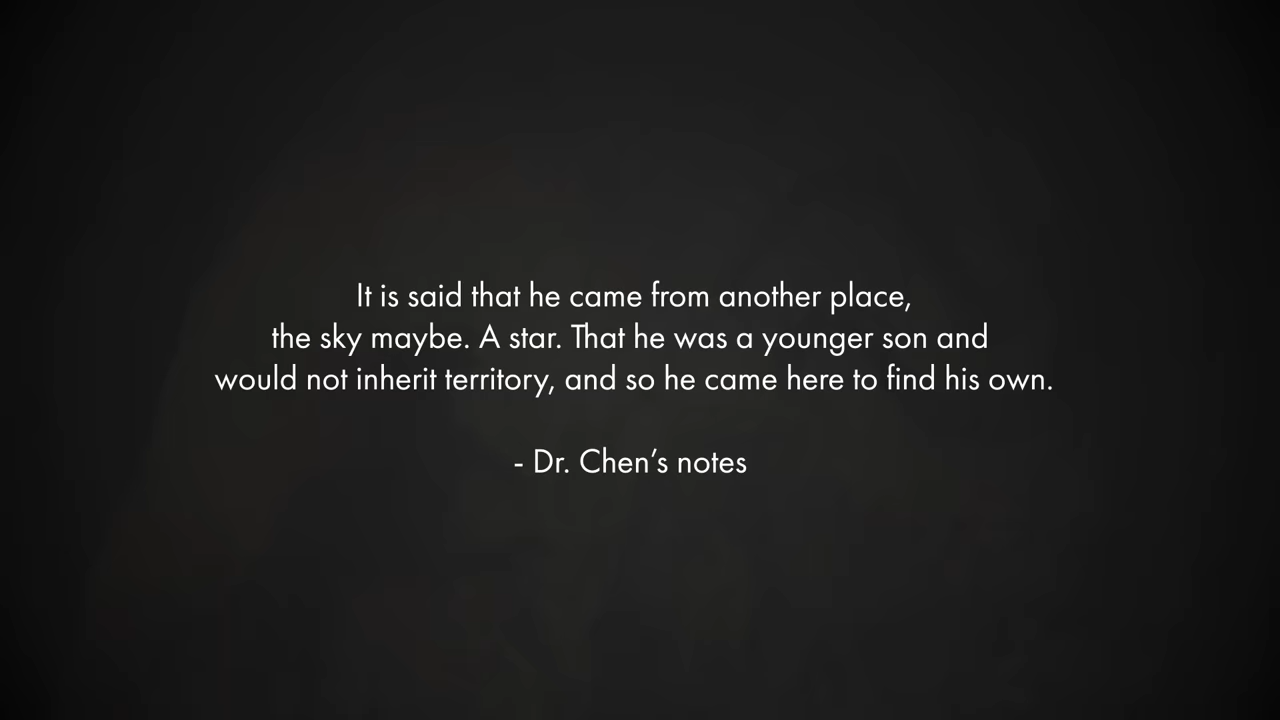 It is said that he came from another place,
the sky maybe. A star. That he was a younger son and
would not inherit territory, and so he came here to find his own.
- Dr. Chen’s notes